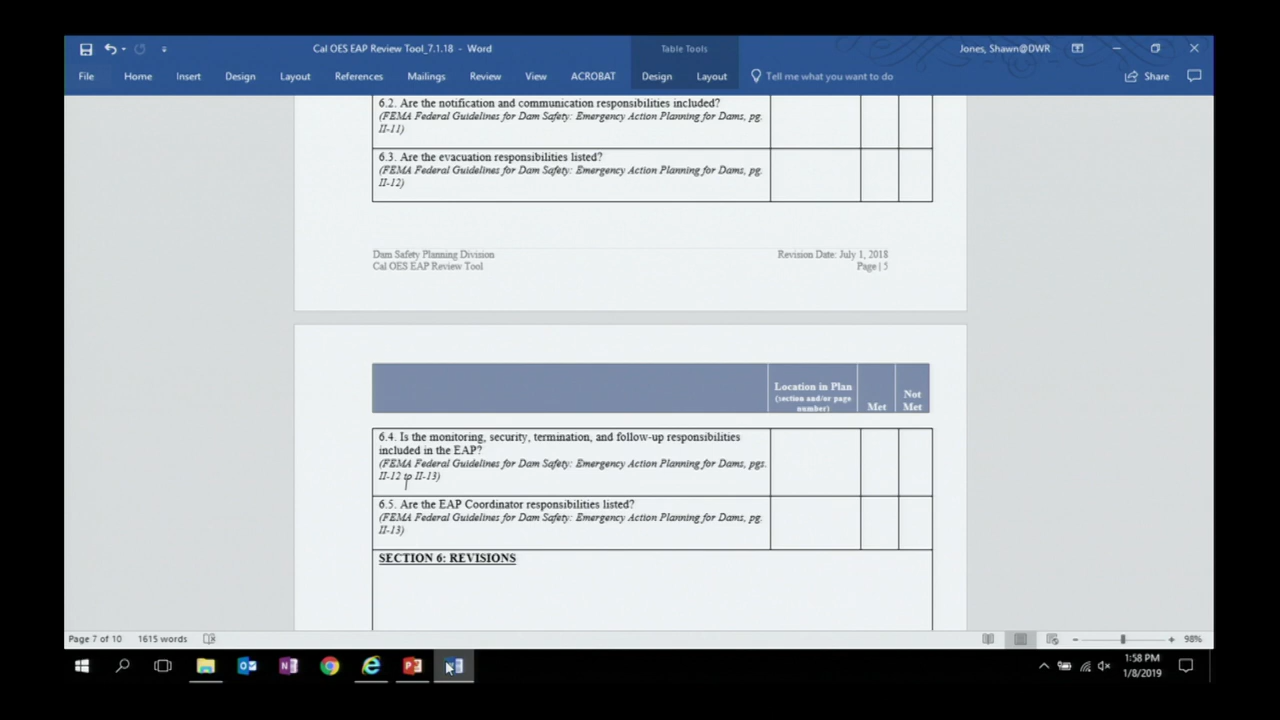 Cal OES EAP Review Tool_7.1.18 - Word
Table Tools
Jones, Shawn@DWR
File Home Insert Design Layout References Mailings Review View ACROBAT Design Layout Tell me what you want to do Share
6.2. Are the notification and communication responsibilities included?
(FEMA Federal Guidelines for Dam Safety: Emergency Action Planning for Dams, pg.
II-11)
6.3. Are the evacuation responsibilities listed?
(FEMA Federal Guidelines for Dam Safety: Emergency Action Planning for Dams, pg.
II-12)
Dam Safety Planning Division
Cal OES EAP Review Tool
Revision Date: July 1, 2018
Page | 5
Location in Plan
(section and/or page
number)
Met
Not
Met
6.4. Is the monitoring, security, termination, and follow-up responsibilities
included in the EAP?
(FEMA Federal Guidelines for Dam Safety: Emergency Action Planning for Dams, pgs.
II-12 to II-13)
6.5. Are the EAP Coordinator responsibilities listed?
(FEMA Federal Guidelines for Dam Safety: Emergency Action Planning for Dams, pg.
II-13)
SECTION 6: REVISIONS
Page 7 of 10 1615 words
98%
1:58 PM
1/8/2019